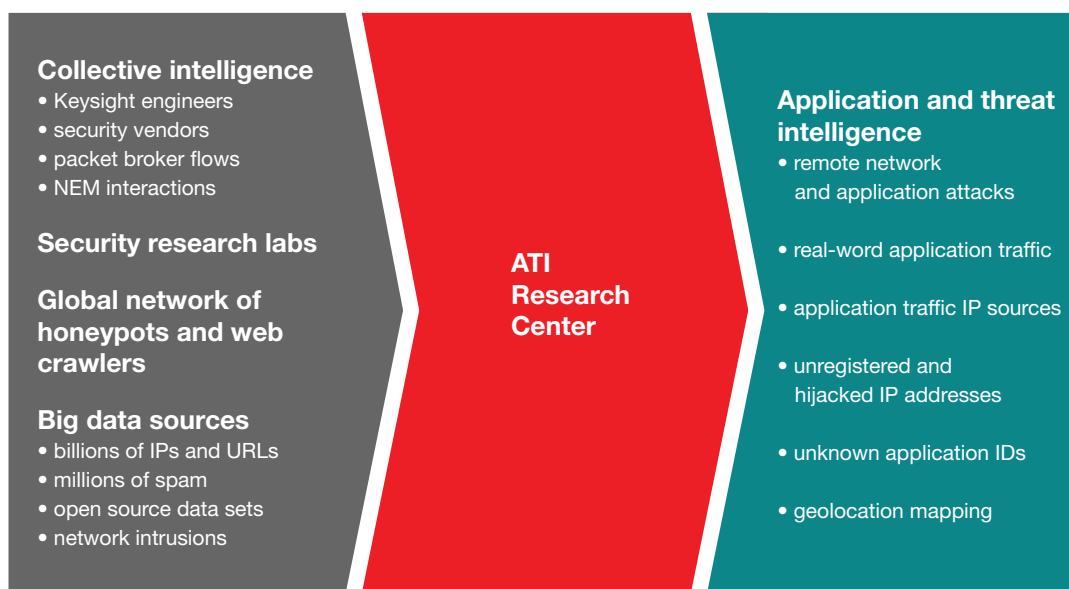 Collective intelligence
• Keysight engineers
• security vendors
• packet broker flows
• NEM interactions
Security research labs
Global network of
honeypots and web
crawlers
Big data sources
• billions of IPs and URLs
• millions of spam
• open source data sets
• network intrusions
ATI
Research
Center
Application and threat
intelligence
• remote network
and application attacks
• real-word application traffic
• application traffic IP sources
• unregistered and
hijacked IP addresses
• unknown application IDs
• geolocation mapping